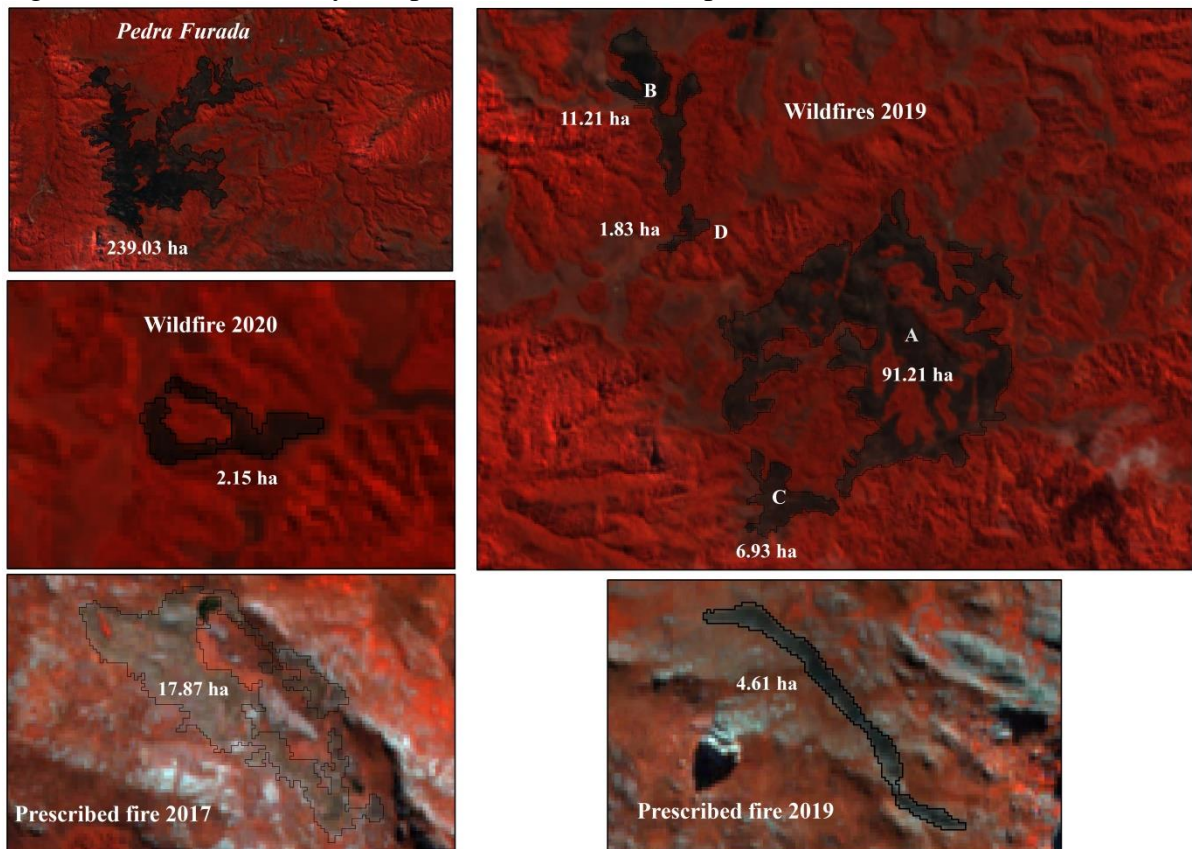 Pedra Furada
239.03 ha
B
11.21 ha
Wildfires 2019
1.83 ha
D
A
91.21 ha
C
6.93 ha
Wildfire 2020
2.15 ha
17.87 ha
Prescribed fire 2017
4.61 ha
Prescribed fire 2019